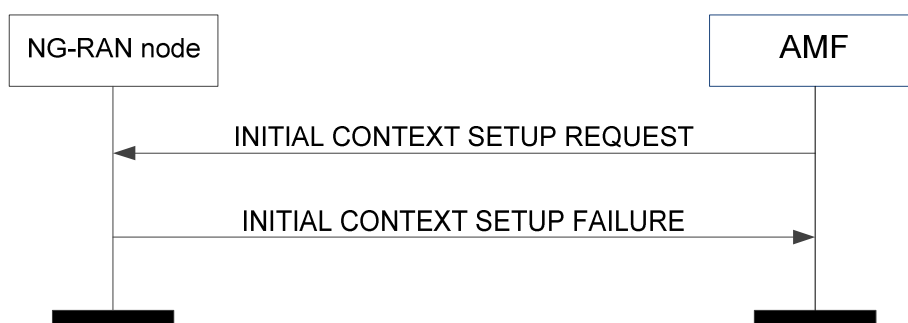 NG-RAN node
AMF
INITIAL CONTEXT SETUP REQUEST
INITIAL CONTEXT SETUP FAILURE